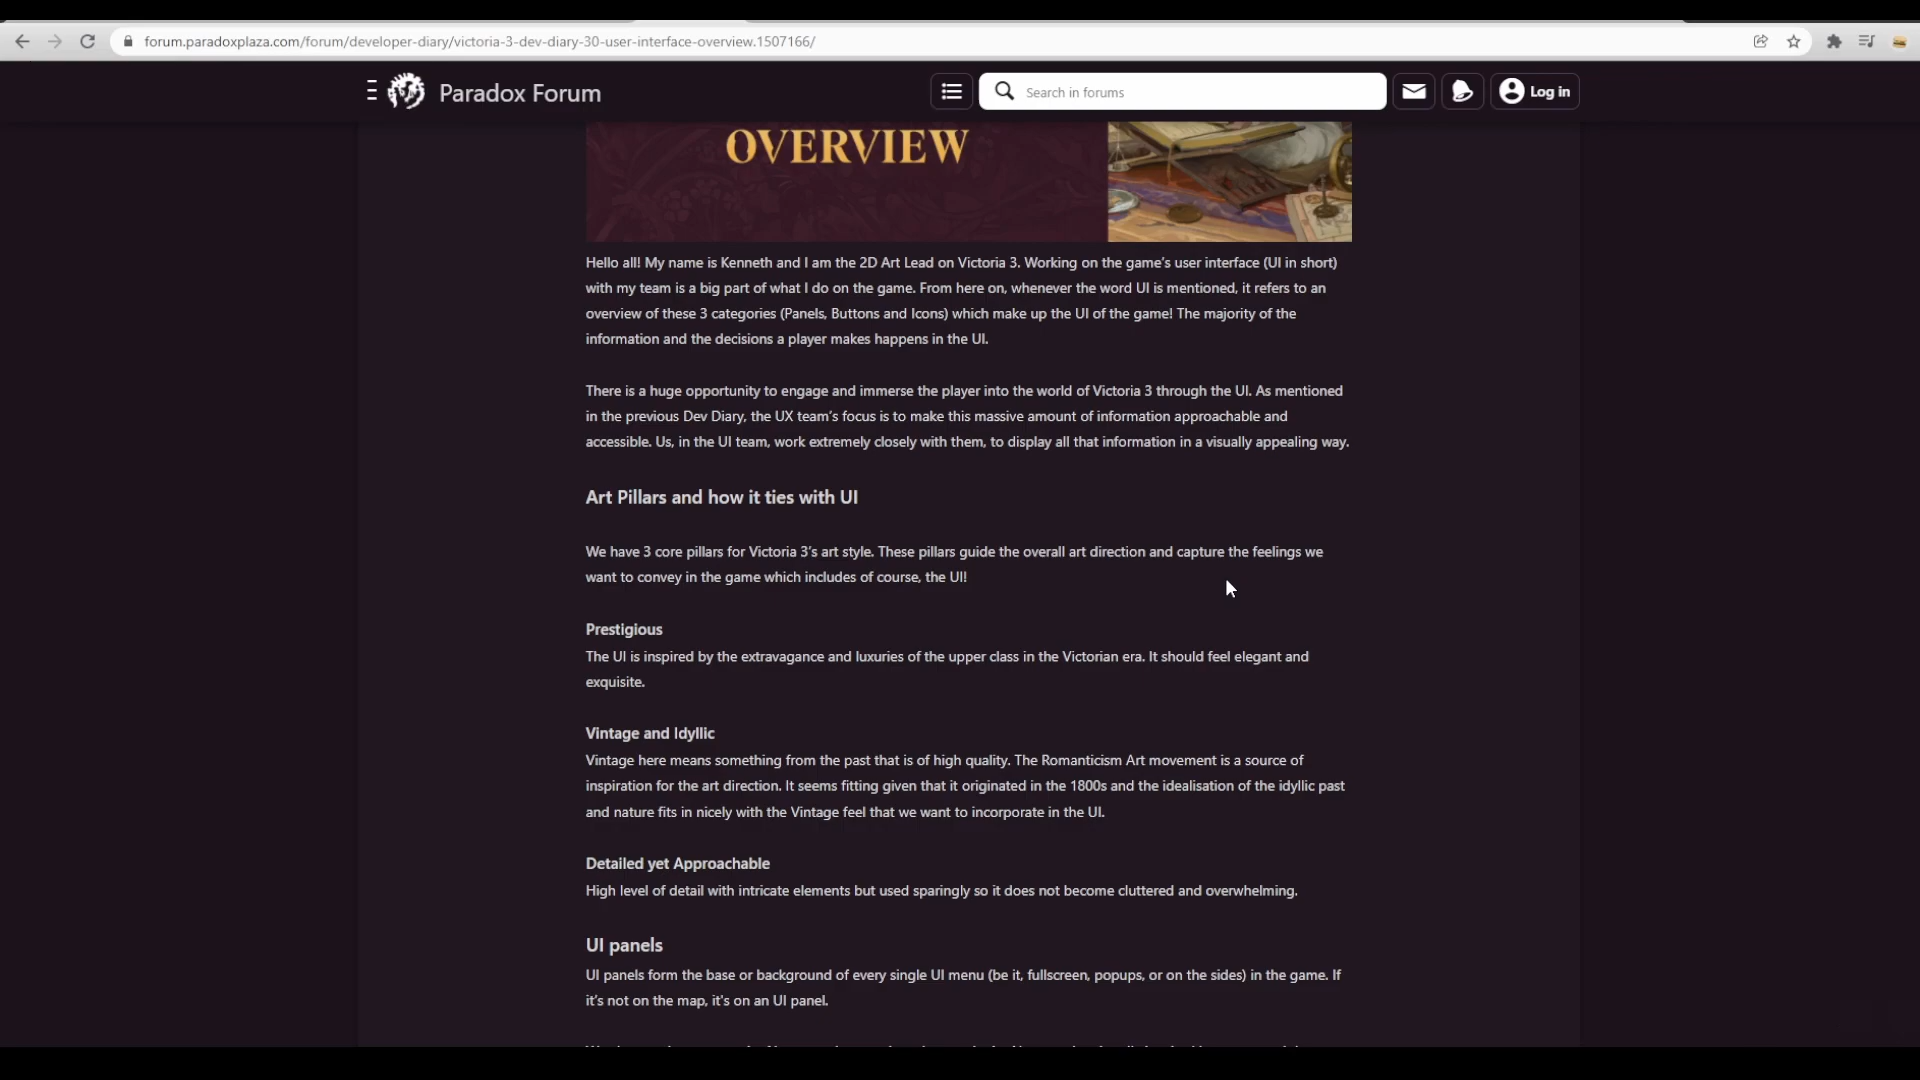 forum.paradoxplaza.com/forum/developer-diary/victoria-3-dev-diary-30-user-interface-overview.1507166/
Paradox Forum
Search in forums
Log in
OVERVIEW
Hello all! My name is Kenneth and I am the 2D Art Lead on Victoria 3. Working on the game's user interface (UI in short)
with my team is a big part of what I do on the game. From here on, whenever the word UI is mentioned, it refers to an
overview of these 3 categories (Panels, Buttons and Icons) which make up the UI of the game! The majority of the
information and the decisions a player makes happens in the UI.
There is a huge opportunity to engage and immerse the player into the world of Victoria 3 through the UI. As mentioned
in the previous Dev Diary, the UX team's focus is to make this massive amount of information approachable and
accessible. Us, in the UI team, work extremely closely with them, to display all that information in a visually appealing way.
Art Pillars and how it ties with UI
We have 3 core pillars for Victoria 3's art style. These pillars guide the overall art direction and capture the feelings we
want to convey in the game which includes of course, the UI!
Prestigious
The UI is inspired by the extravagance and luxuries of the upper class in the Victorian era. It should feel elegant and
exquisite.
Vintage and Idyllic
Vintage here means something from the past that is of high quality. The Romanticism Art movement is a source of
inspiration for the art direction. It seems fitting given that it originated in the 1800s and the idealisation of the idyllic past
and nature fits in nicely with the Vintage feel that we want to incorporate in the UI.
Detailed yet Approachable
High level of detail with intricate elements but used sparingly so it does not become cluttered and overwhelming.
UI panels
UI panels form the base or background of every single UI menu (be it, fullscreen, popups, or on the sides) in the game. If
it's not on the map, it's on an UI panel.